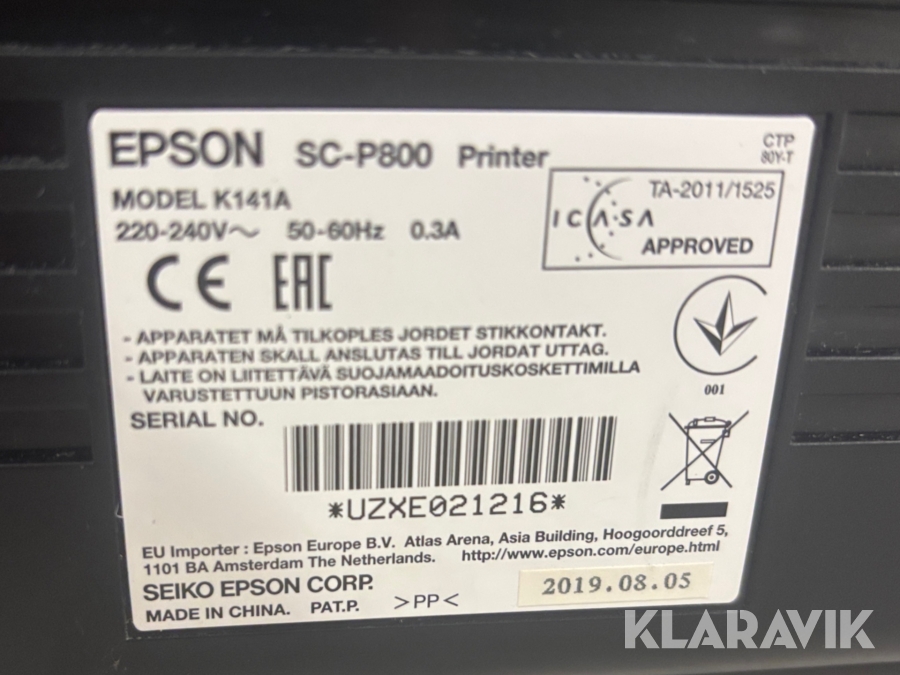 EPSON SC-P800 Printer
CTP
80Y-T
MODEL K141A
220-240V~ 50-60Hz 0.3A
TA-2011/1525
ICASA
APPROVED
CE EAC
- APPARATET MÅ TILKOPLES JORDET STIKKONTAKT.
- APPARATEN SKALL ANSLUTAS TILL JORDAT UTTAG.
- LAITE ON LIITETTÄVÄ SUOJAMAADOITUSKOSKETTIMILLA
VARUSTETTUUN PISTORASIAAN.
001
SERIAL NO.
*UZXE021216*
EU Importer : Epson Europe B.V. Atlas Arena, Asia Building, Hoogoorddreef 5,
1101 BA Amsterdam The Netherlands. http://www.epson.com/europe.html
SEIKO EPSON CORP.
MADE IN CHINA. PAT.P. >PP<
2019.08.05
KLARAVIK